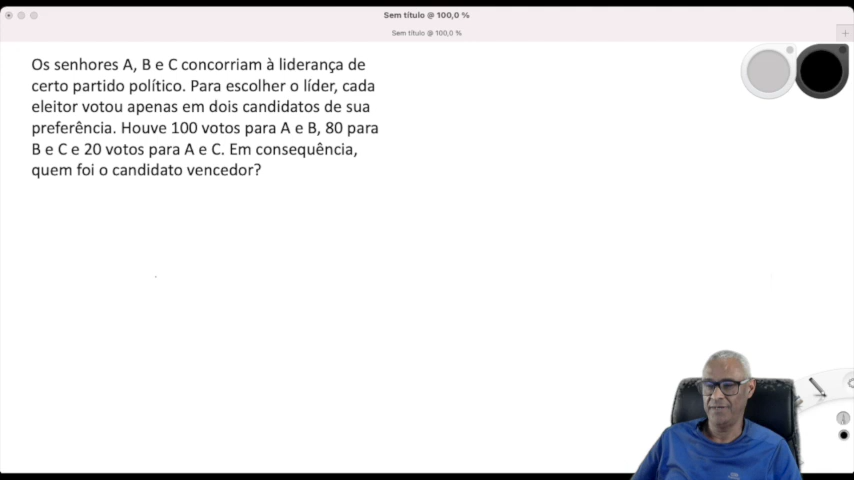 Sem título @ 100,0 %
Sem título @ 100,0 %
Os senhores A, B e C concorriam à liderança de
certo partido político. Para escolher o líder, cada
eleitor votou apenas em dois candidatos de sua
preferência. Houve 100 votos para A e B, 80 para
B e C e 20 votos para A e C. Em consequência,
quem foi o candidato vencedor?